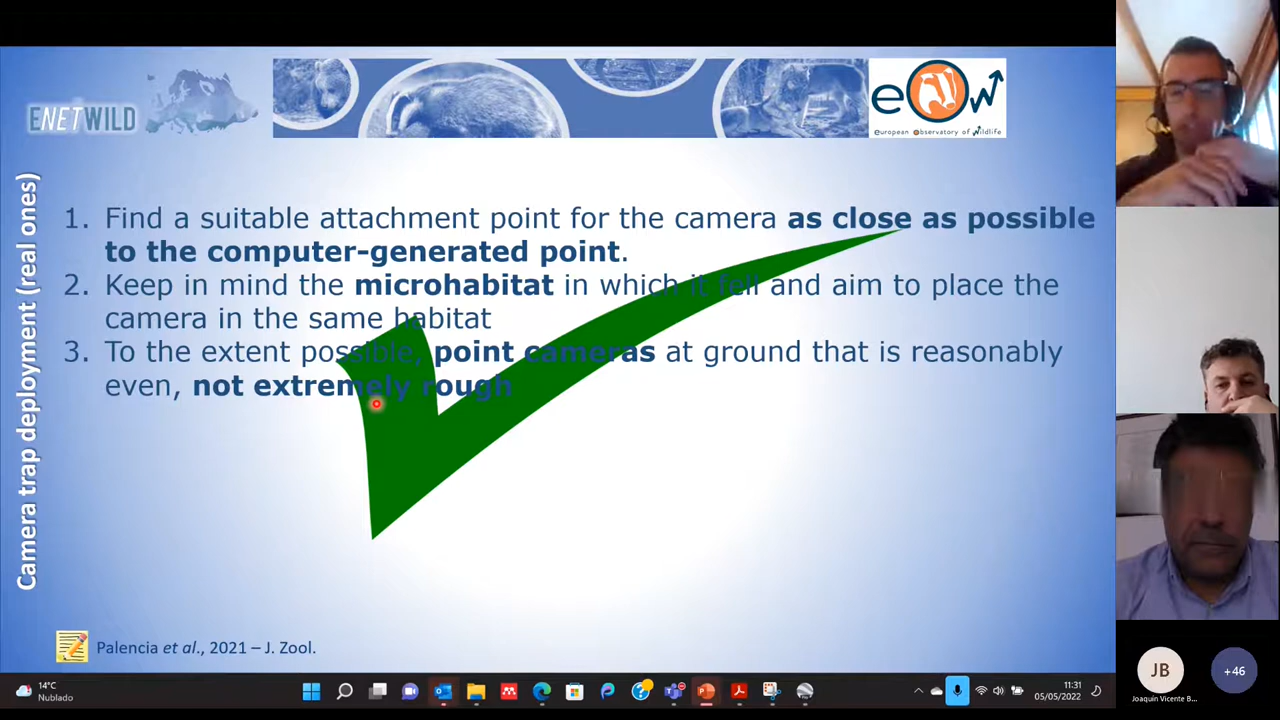 ENETWILD
eOw
european observatory of wildlife
Camera trap deployment (real ones)
1. Find a suitable attachment point for the camera as close as possible
to the computer-generated point.
2. Keep in mind the microhabitat in which it fell and aim to place the
camera in the same habitat
3. To the extent possible, point cameras at ground that is reasonably
even, not extremely rough
Palencia et al., 2021 – J. Zool.
JB
+46
Joaquín Vicente B...
14°C
Nublado
11:31
05/05/2022